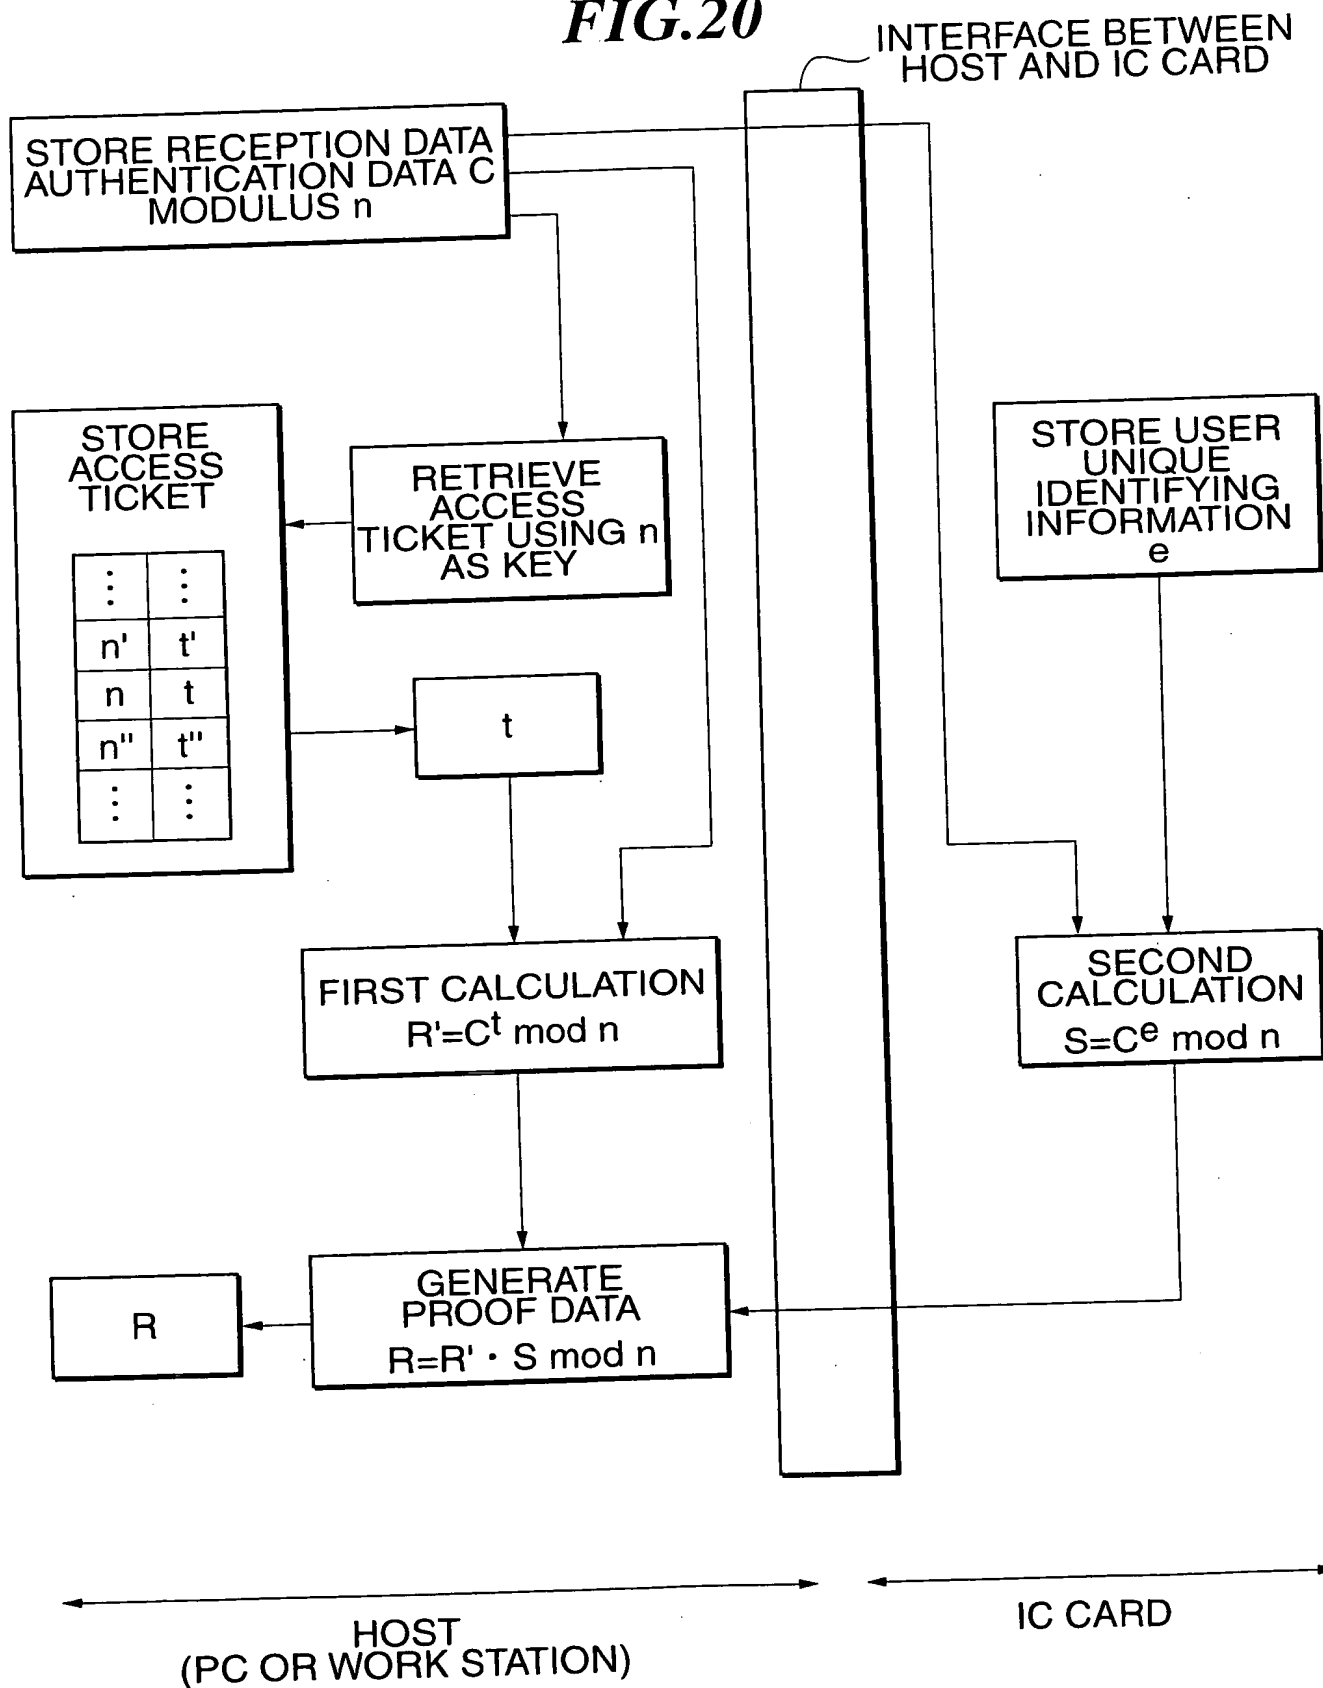 FIG.20
INTERFACE BETWEEN
HOST AND IC CARD
STORE RECEPTION DATA
AUTHENTICATION DATA C
MODULUS n
STORE
ACCESS
TICKET
⋮ ⋮
n' t'
n t
n'' t''
⋮ ⋮
RETRIEVE
ACCESS
TICKET USING n
AS KEY
STORE USER
UNIQUE
IDENTIFYING
INFORMATION
e
t
FIRST CALCULATION
R'=C^t mod n
SECOND
CALCULATION
S=C^e mod n
GENERATE
PROOF DATA
R=R' · S mod n
R
HOST
(PC OR WORK STATION)
IC CARD